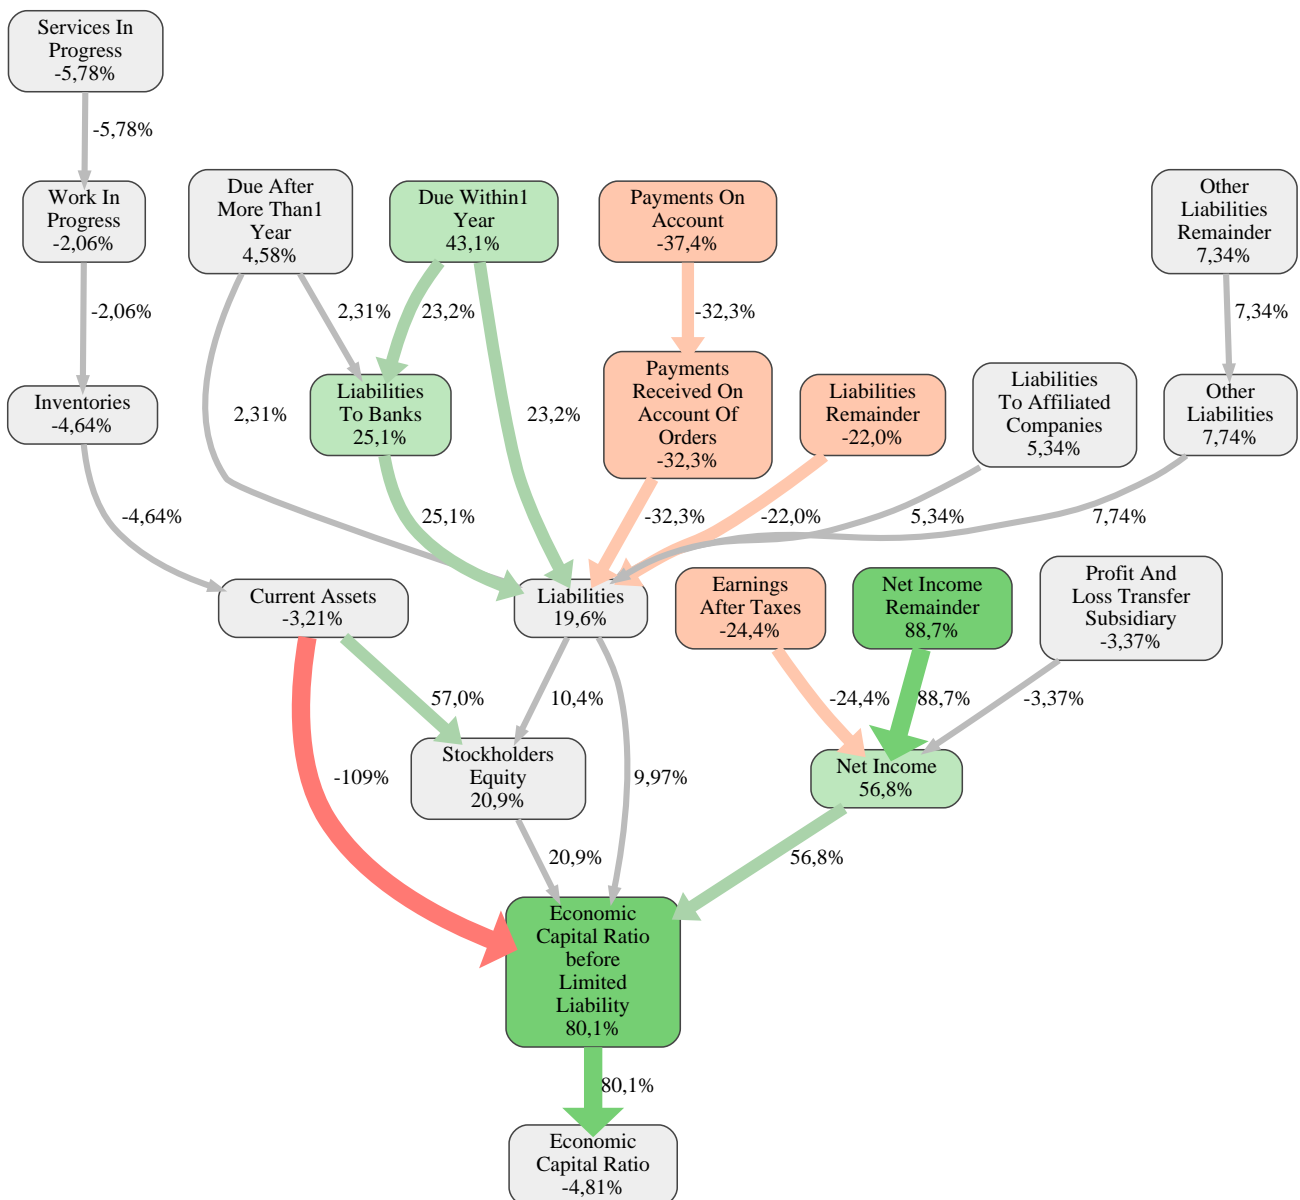 Services In
Progress
-5,78%
-5,78%
Work In
Progress
-2,06%
Due After
More Than1
Year
4,58%
Due Within1
Year
43,1%
Payments On
Account
-37,4%
Other
Liabilities
Remainder
7,34%
-2,06%
2,31%
23,2%
-32,3%
7,34%
Inventories
-4,64%
2,31%
Liabilities
To Banks
25,1%
23,2%
Payments
Received On
Account Of
Orders
-32,3%
Liabilities
Remainder
-22,0%
Liabilities
To Affiliated
Companies
5,34%
Other
Liabilities
7,74%
-4,64%
25,1%
-32,3%
-22,0%
5,34%
7,74%
Current Assets
-3,21%
Liabilities
19,6%
Earnings
After Taxes
-24,4%
Net Income
Remainder
88,7%
Profit And
Loss Transfer
Subsidiary
-3,37%
57,0%
10,4%
-24,4%
88,7%
-3,37%
-109%
Stockholders
Equity
20,9%
9,97%
Net Income
56,8%
20,9%
56,8%
Economic
Capital Ratio
before
Limited
Liability
80,1%
80,1%
Economic
Capital Ratio
-4,81%